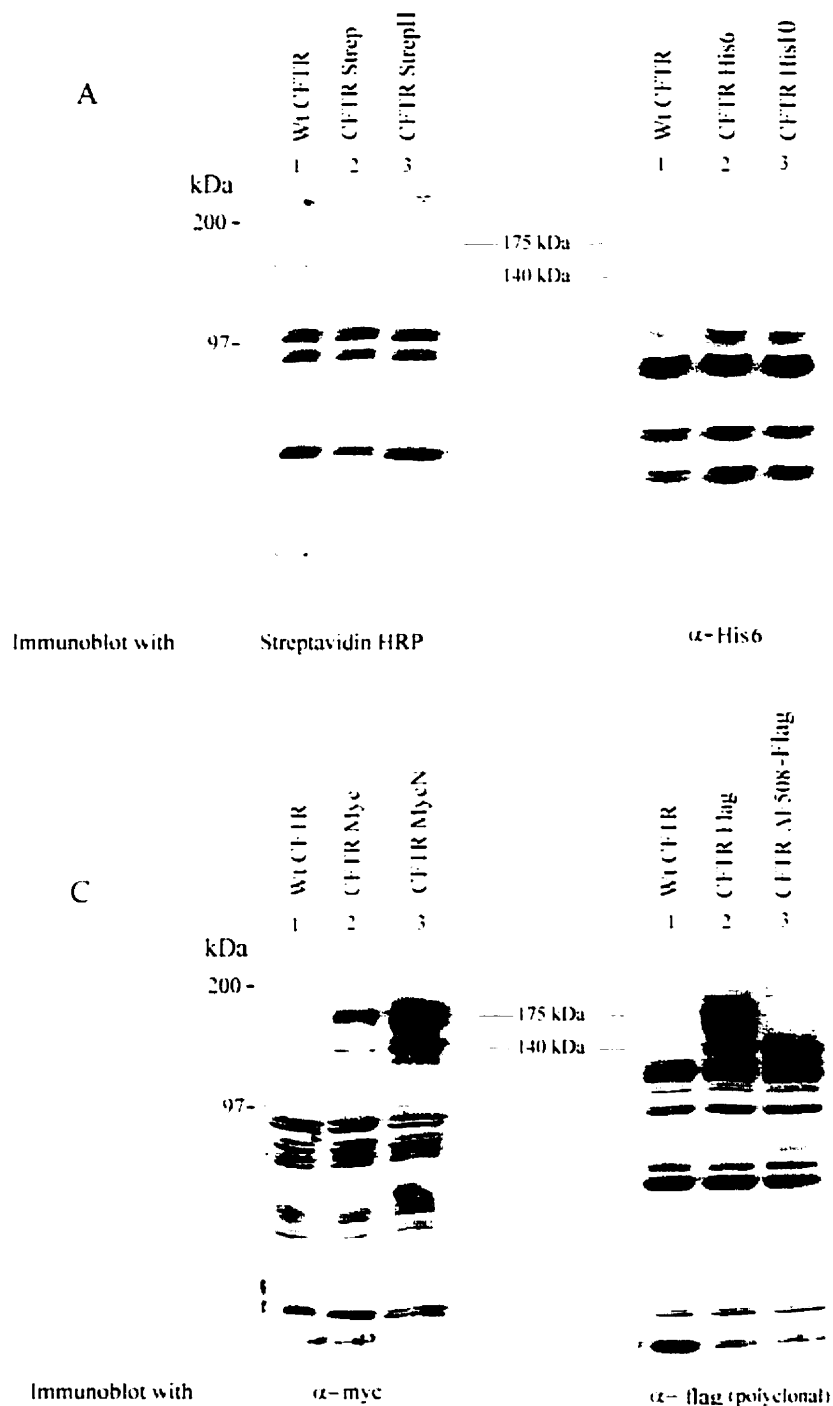 A
Wt CFTR
CFTR Strep
CFTR StrepII
1 2 3
Wt CFTR
CFTR His6
CFTR His10
1 2 3
kDa
200 -
175 kDa
140 kDa
97-
Immunoblot with
Streptavidin HRP
α-His6
C
Wt CFTR
CFTR Myc
CFTR MycN
1 2 3
Wt CFTR
CFTR Flag
CFTR ΔF508-Flag
1 2 3
kDa
200 -
175 kDa
140 kDa
97-
Immunoblot with
α-myc
α- flag (polyclonal)